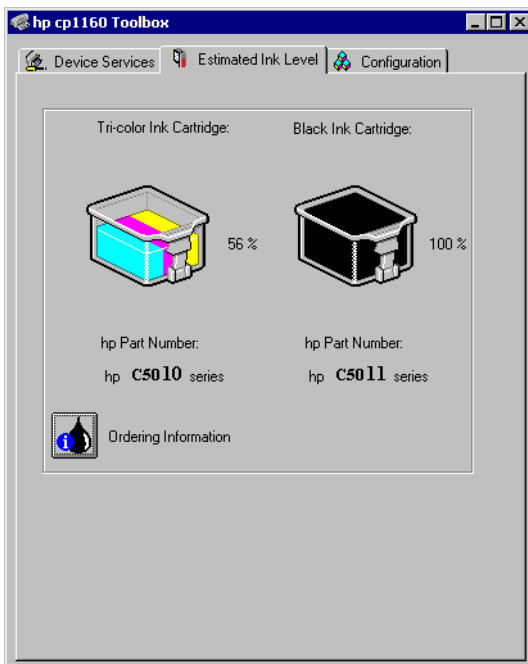 hp cp1160 Toolbox
Device Services Estimated Ink Level Configuration
Tri-color Ink Cartridge: Black Ink Cartridge:
56 % 100 %
hp Part Number: hp Part Number:
hp C5010 series hp C5011 series
i Ordering Information